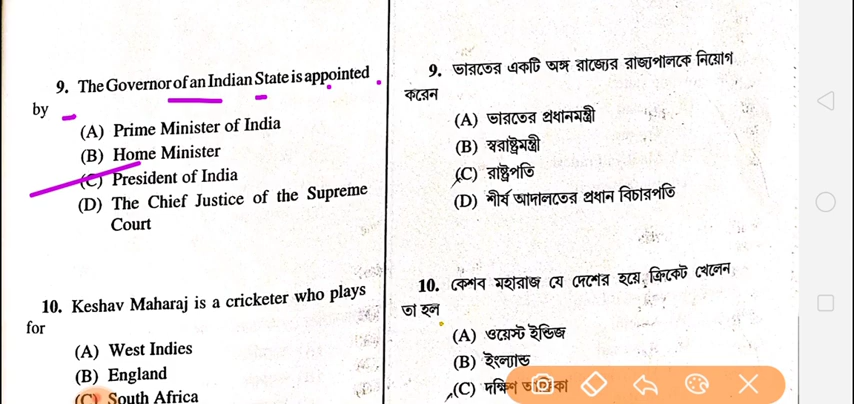 9. The Governor of an Indian State is appointed
by
(A) Prime Minister of India
(B) Home Minister
(C) President of India
(D) The Chief Justice of the Supreme
Court
10. Keshav Maharaj is a cricketer who plays
for
(A) West Indies
(B) England
(C) South Africa
9. ভারতের একটি অঙ্গ রাজ্যের রাজ্যপালকে নিয়োগ
করেন
(A) ভারতের প্রধানমন্ত্রী
(B) স্বরাষ্ট্রমন্ত্রী
(C) রাষ্ট্রপতি
(D) শীর্ষ আদালতের প্রধান বিচারপতি
10. কেশব মহারাজ যে দেশের হয়ে ক্রিকেট খেলেন
তা হল
(A) ওয়েস্ট ইন্ডিজ
(B) ইংল্যান্ড
(C) দক্ষিণ